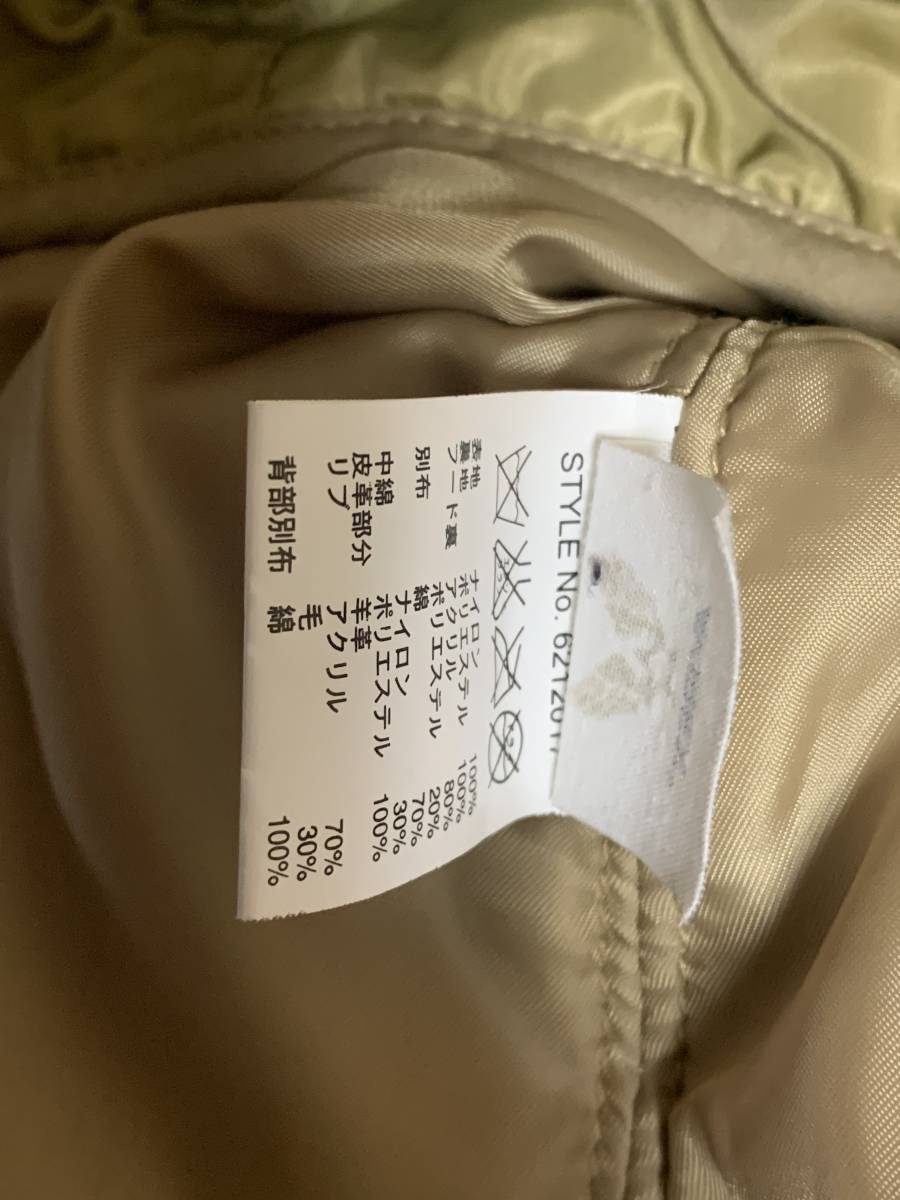 STYLE No. 6212017
表地 ナイロン 100%
裏地 ポリエステル 100%
フード裏 アクリル 80%
ポリエステル 20%
別布 綿 70%
ナイロン 30%
中綿 ポリエステル 100%
皮革部分 羊革
リブ アクリル 70%
毛 30%
背部別布 綿 100%